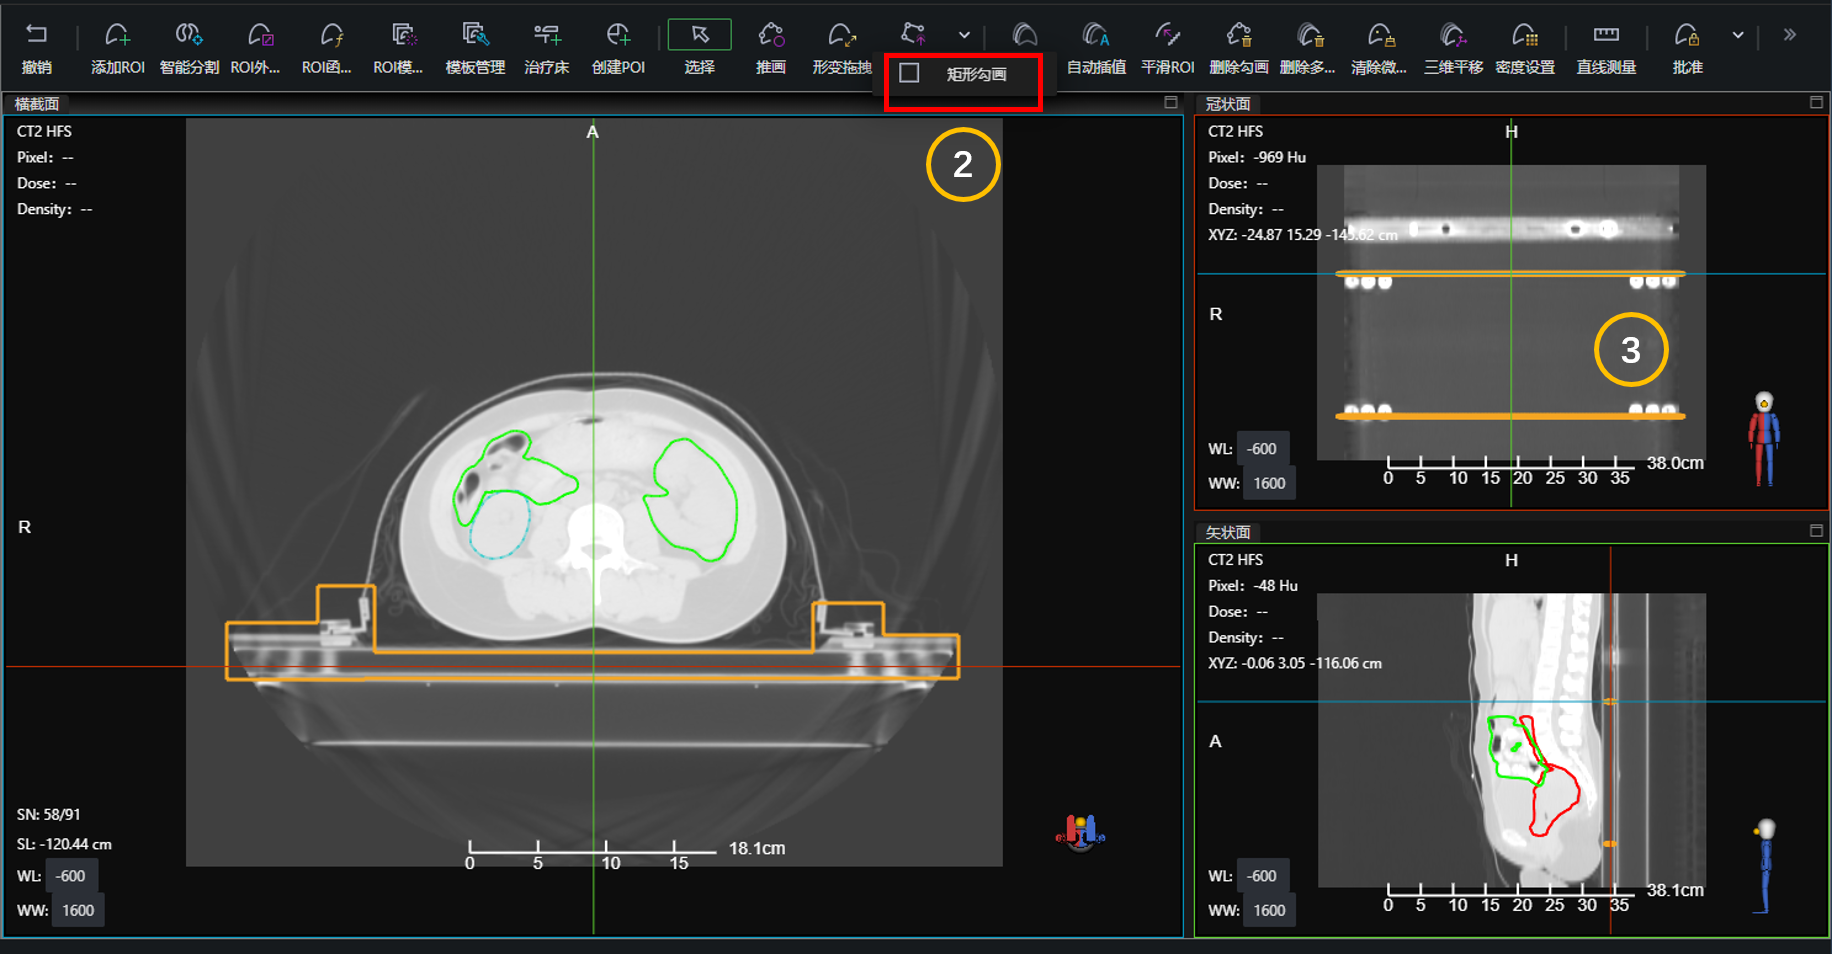 撤销 添加ROI 智能分割 ROI外... ROI函... ROI模... 模板管理 治疗床 创建POI 选择 推画 形变拖拽 自动插值 平滑ROI 删除勾画 删除多... 清除微... 三维平移 密度设置 直线测量 批准
矩形勾画
横截面
CT2 HFS
Pixel: --
Dose: --
Density: --
A
2
R
SN: 58/91
SL: -120.44 cm
WL: -600
WW: 1600
0 5 10 15 18.1cm
冠状面
CT2 HFS
Pixel: -969 Hu
Dose: --
Density: --
XYZ: -24.87 15.29 -145.62 cm
H
R
3
WL: -600
WW: 1600
0 5 10 15 20 25 30 35 38.0cm
矢状面
CT2 HFS
Pixel: -48 Hu
Dose: --
Density: --
XYZ: -0.06 3.05 -116.06 cm
H
A
WL: -600
WW: 1600
0 5 10 15 20 25 30 35 38.1cm